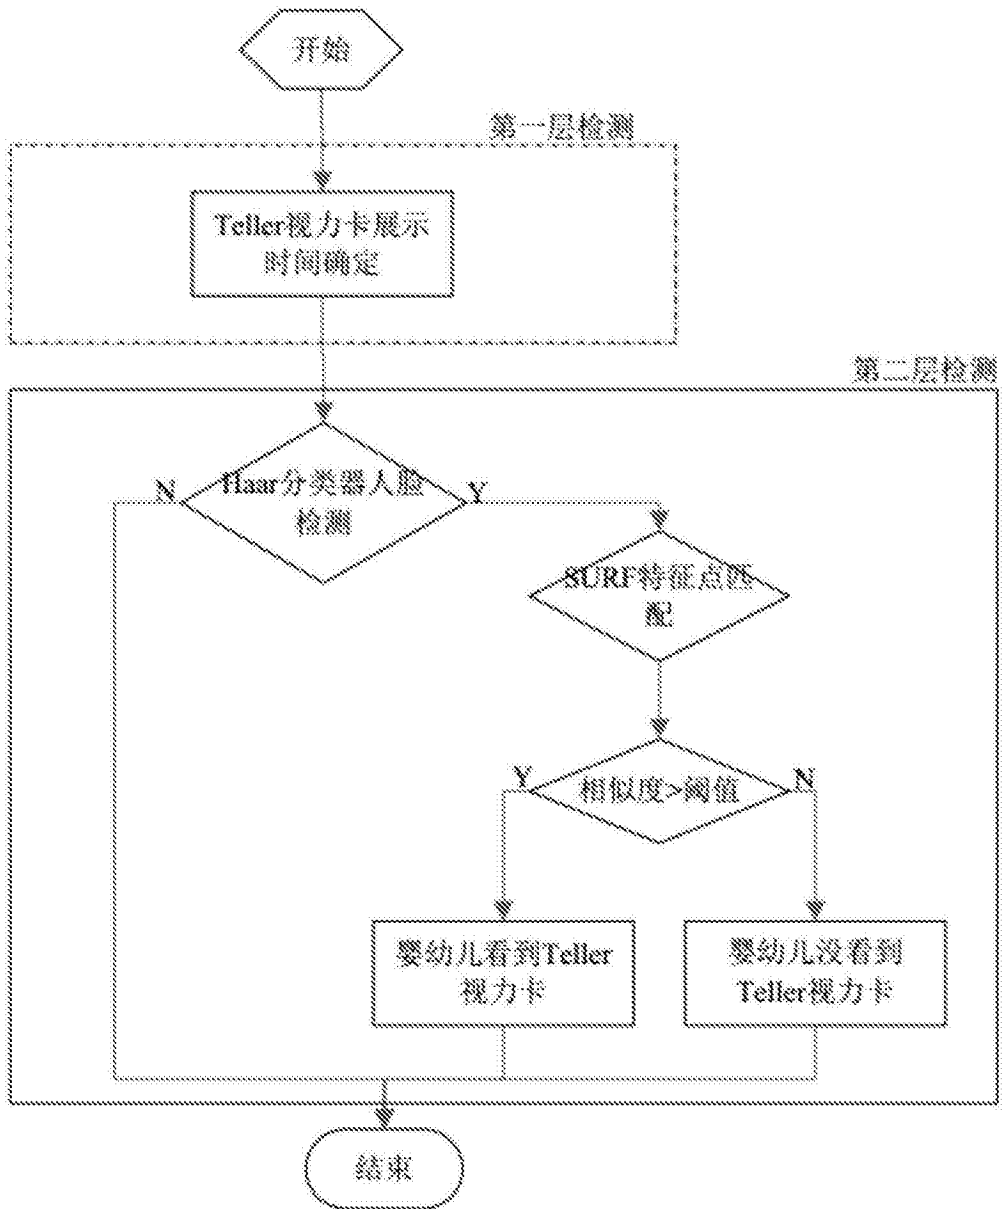 开始
第一层检测
Teller视力卡展示
时间确定
第二层检测
N
Haar分类器人脸
检测
Y
SURF特征点匹
配
Y
相似度>阈值
N
婴幼儿看到Teller
视力卡
婴幼儿没看到
Teller视力卡
结束